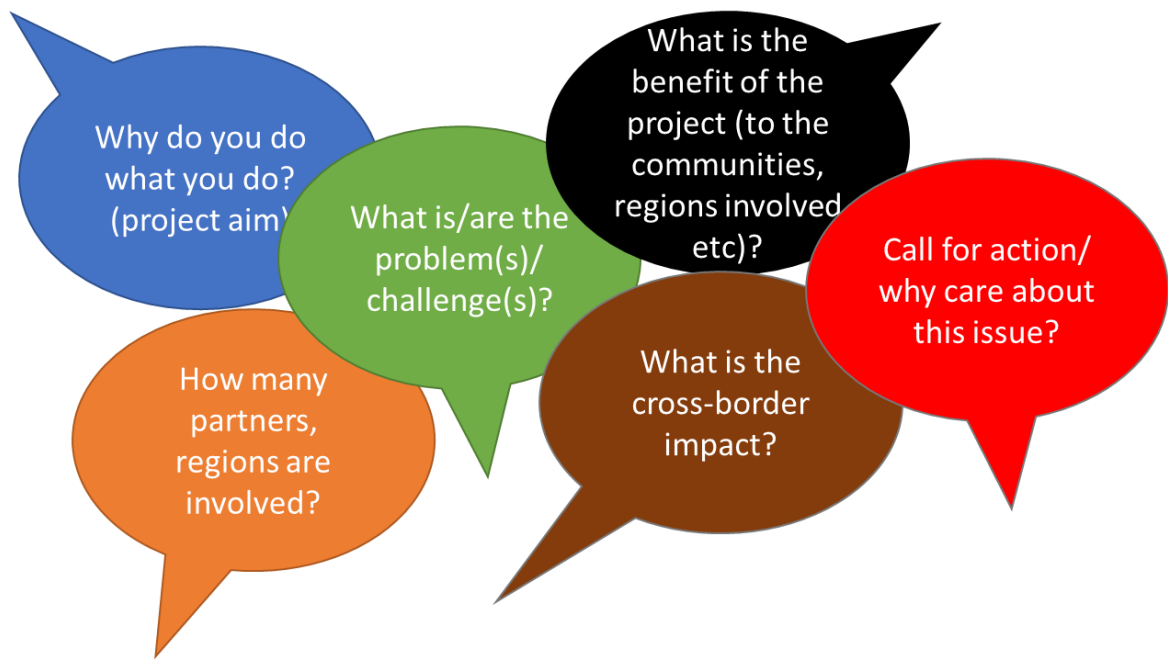 Why do you do
what you do?
(project aim)
What is/are the
problem(s)/
challenge(s)?
What is the
benefit of the
project (to the
communities,
regions involved
etc)?
Call for action/
why care about
this issue?
How many
partners,
regions are
involved?
What is the
cross-border
impact?